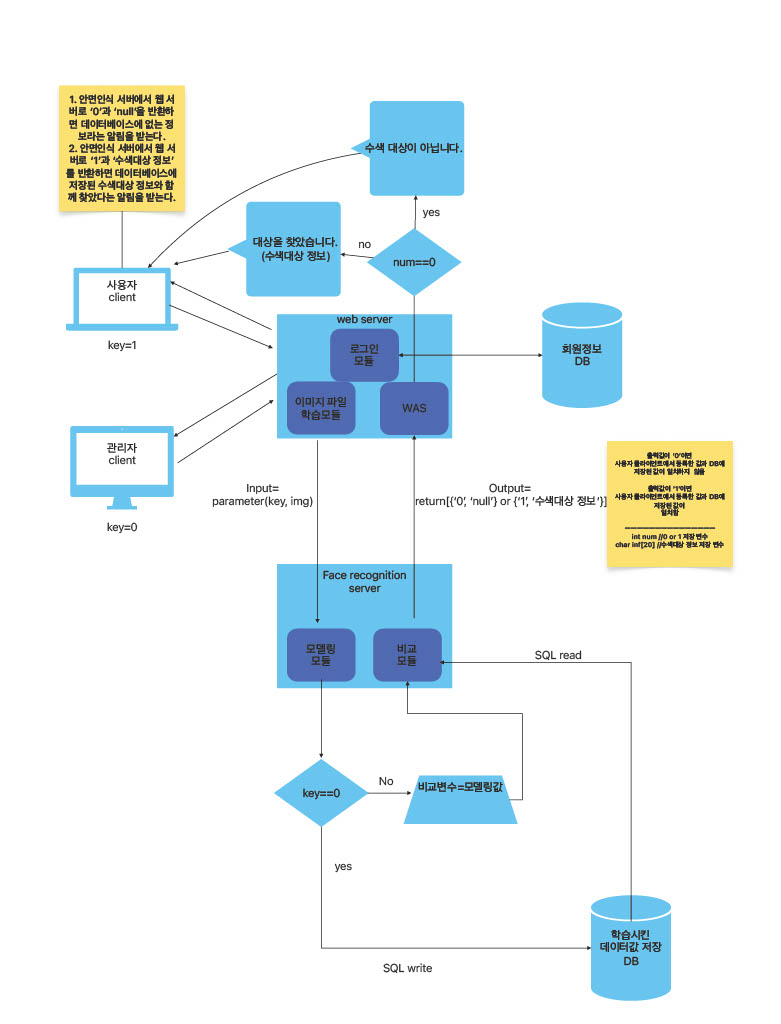 1. 안면인식 서버에서 웹 서
버로 '0'과 'null'을 반환하
면 데이터베이스에 없는 정
보라는 알림을 받는다.
2. 안면인식 서버에서 웹 서
버로 '1'과 '수색대상 정보'
를 반환하면 데이터베이스에
저장된 수색대상 정보와 함
께 찾았다는 알림을 받는다.
수색 대상이 아닙니다.
yes
대상을 찾았습니다.
(수색대상 정보)
no
num==0
사용자
client
key=1
web server
로그인
모듈
이미지 파일
학습모듈
WAS
회원정보
DB
관리자
client
key=0
Input=
parameter(key, img)
Output=
return[{'0', 'null'} or {'1', '수색대상 정보'}]
출력값이 '0'이면
사용자 클라이언트에서 등록한 값과 DB에
저장된 값이 일치하지 않음
출력값이 '1'이면
사용자 클라이언트에서 등록한 값과 DB에
저장된 값이
일치함
int num //0 or 1 저장 변수
char inf[20] //수색대상 정보 저장 변수
Face recognition
server
모델링
모듈
비교
모듈
SQL read
key==0
No
비교변수=모델링값
yes
SQL write
학습시킨
데이터값 저장
DB